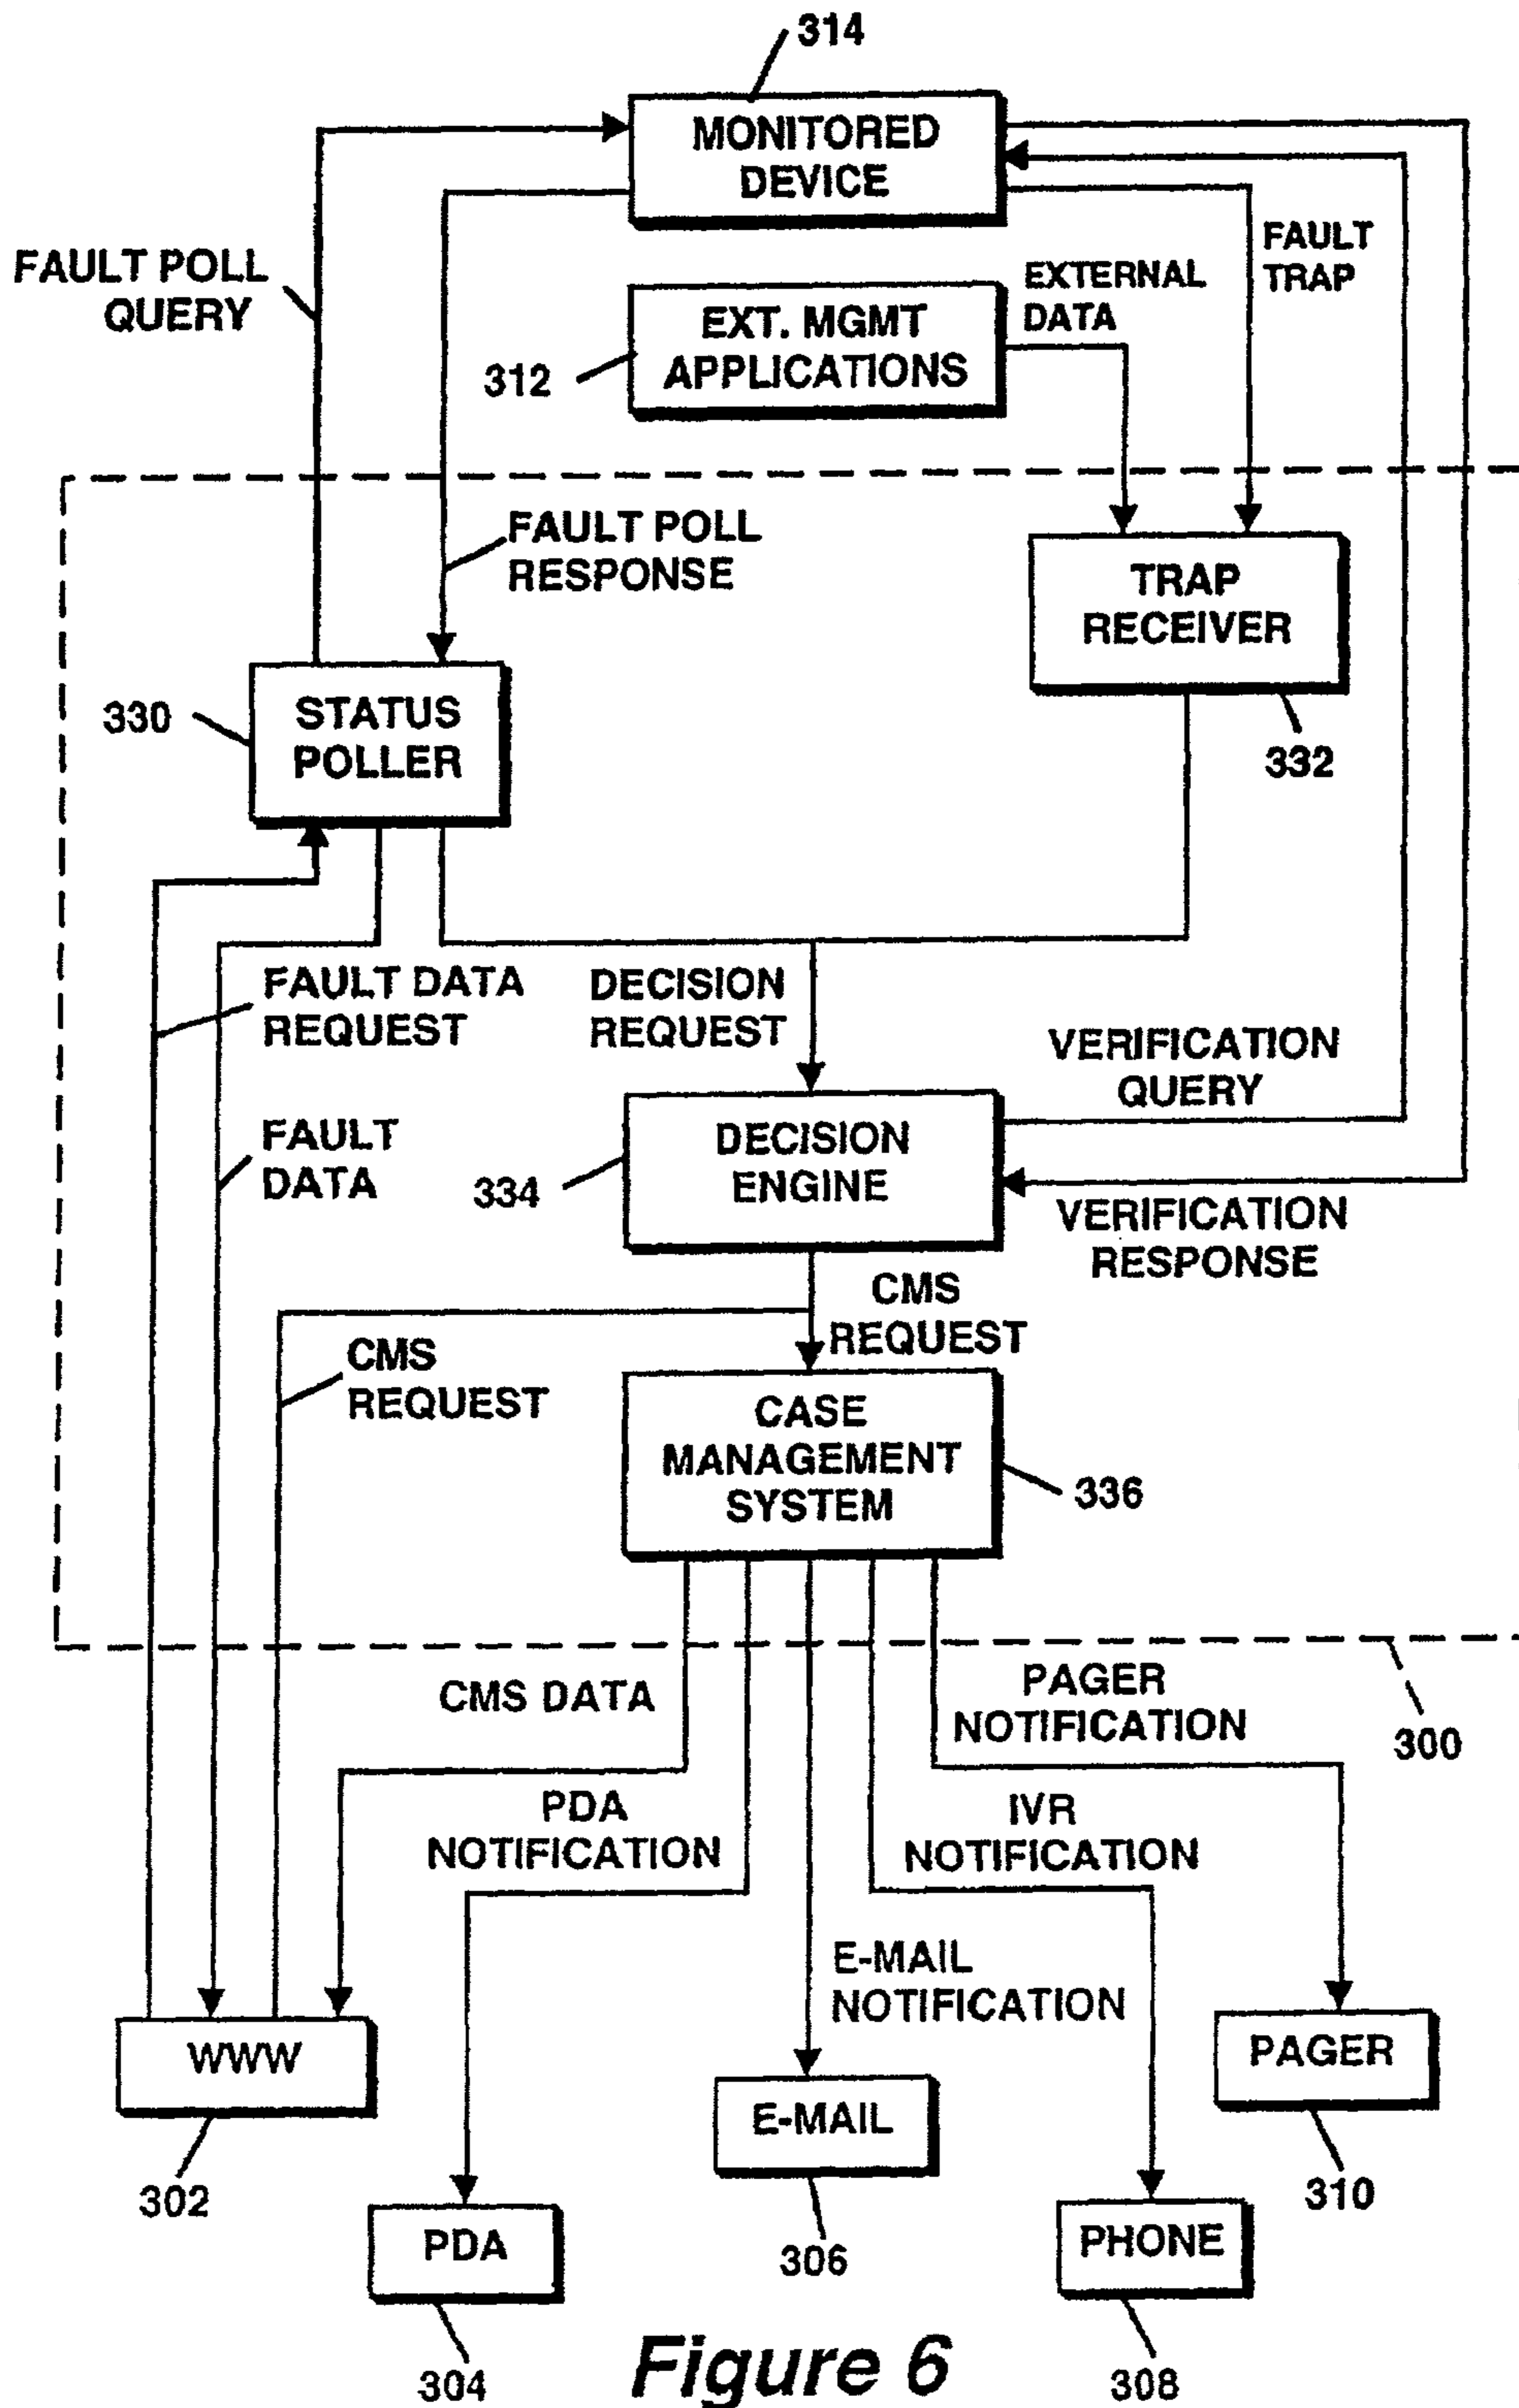 314
MONITORED
DEVICE
FAULT POLL
QUERY
FAULT
TRAP
EXTERNAL
DATA
EXT. MGMT
APPLICATIONS
312
FAULT POLL
RESPONSE
TRAP
RECEIVER
332
330
STATUS
POLLER
FAULT DATA
REQUEST
DECISION
REQUEST
VERIFICATION
QUERY
FAULT
DATA
DECISION
ENGINE
334
VERIFICATION
RESPONSE
CMS
REQUEST
CMS
REQUEST
CASE
MANAGEMENT
SYSTEM
336
CMS DATA
PAGER
NOTIFICATION
300
PDA
NOTIFICATION
IVR
NOTIFICATION
E-MAIL
NOTIFICATION
WWW
302
PAGER
310
E-MAIL
306
PDA
304
PHONE
308
Figure 6